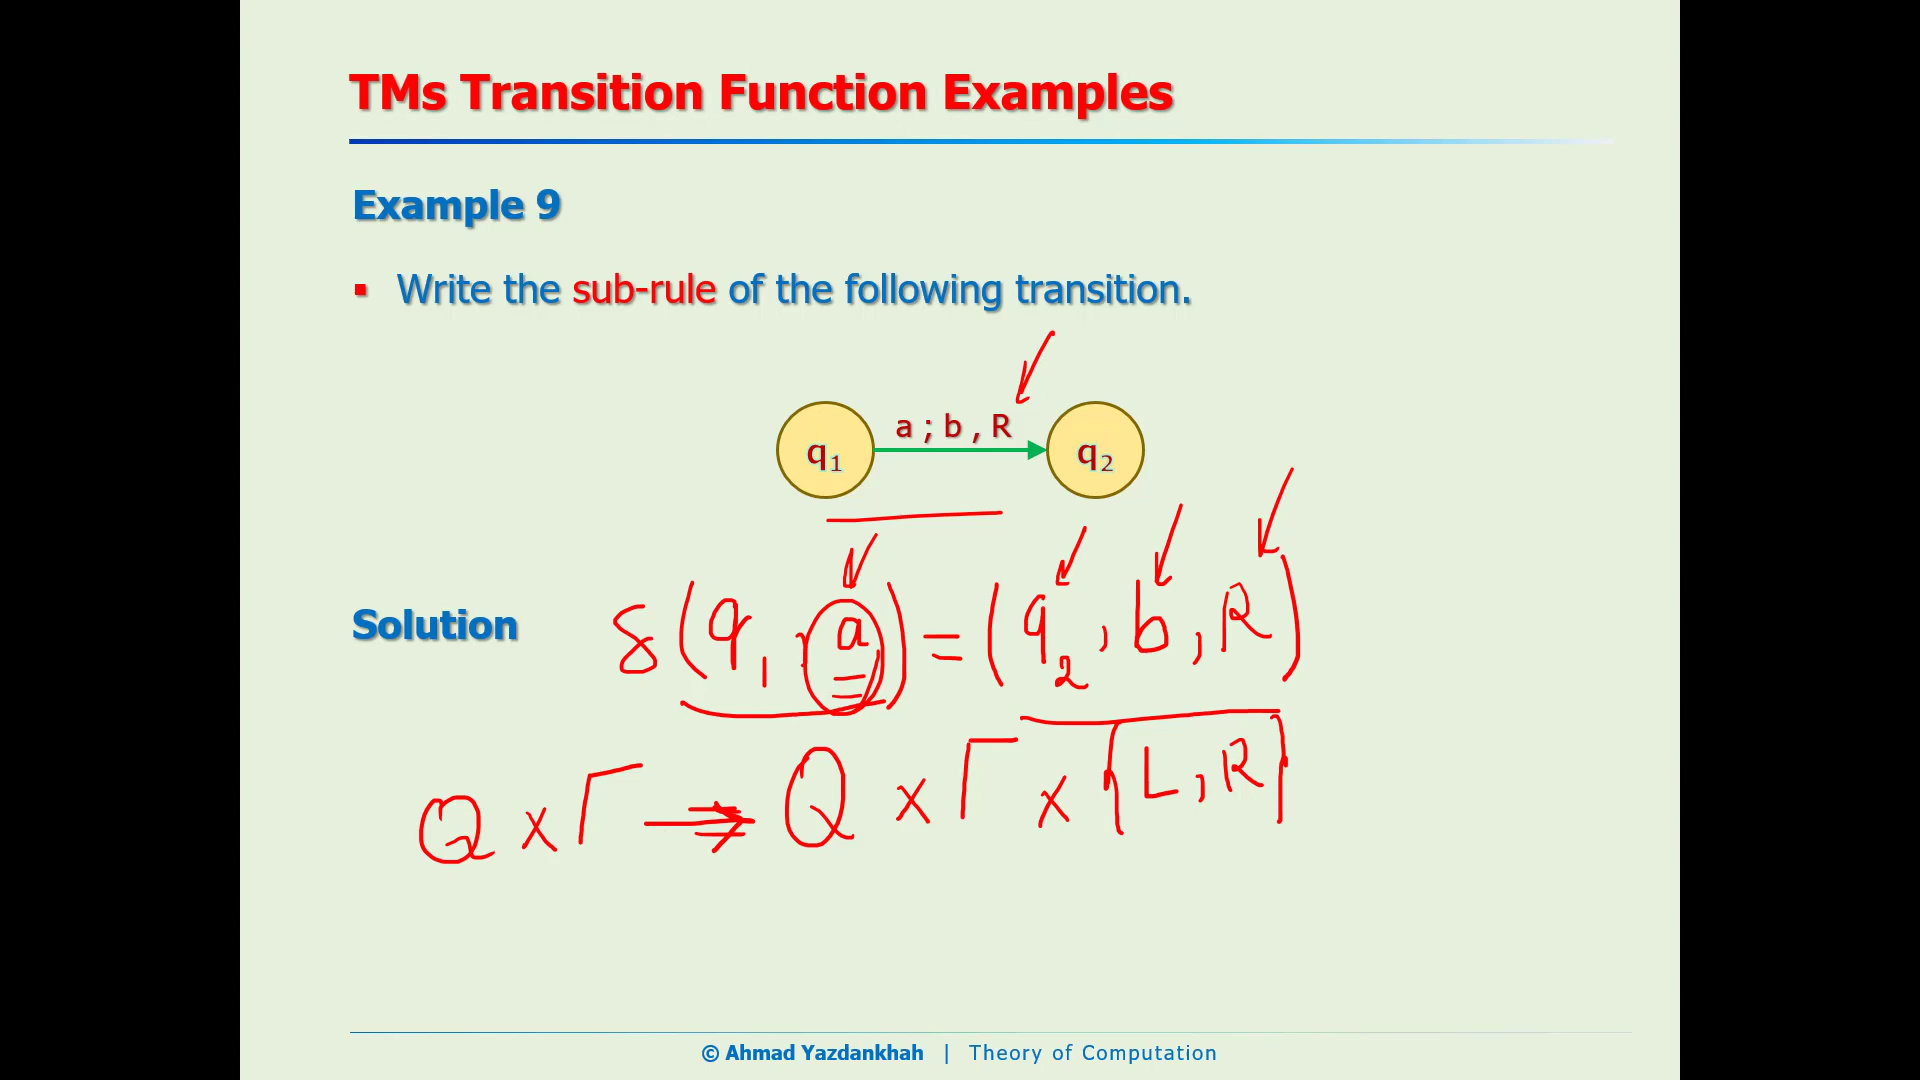 TMs Transition Function Examples
Example 9
▪ Write the sub-rule of the following transition.
a ; b , R
q₁ q₂
Solution δ(q₁, a) = (q₂, b, R)
Q × Γ → Q × Γ × {L, R}
© Ahmad Yazdankhah | Theory of Computation